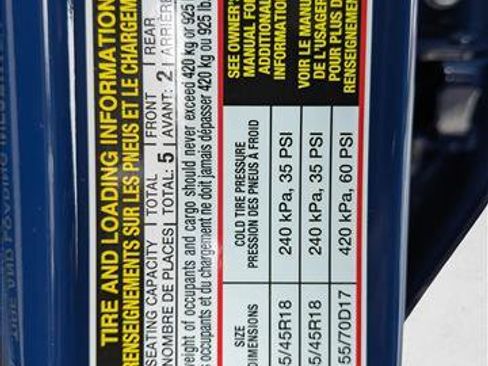 TIRE AND LOADING INFORMATION
RENSEIGNEMENTS SUR LES PNEUS ET LE CHARGEM
SEATING CAPACITY TOTAL FRONT REAR
NOMBRE DE PLACES TOTAL: 5 AVANT: 2 ARRIÈRE
weight of occupants and cargo should never exceed 420 kg or 925
s occupants et du chargement ne doit jamais dépasser 420 kg ou 925 lb.
SIZE COLD TIRE PRESSURE
DIMENSIONS PRESSION DES PNEUS À FROID
5/45R18 240 kPa, 35 PSI
5/45R18 240 kPa, 35 PSI
55/70D17 420 kPa, 60 PSI
SEE OWNER'S
MANUAL FOR
ADDITIONAL
INFORMATION
VOIR LE MANUE
DE L'USAGER
POUR PLUS D
RENSEIGNEMEN